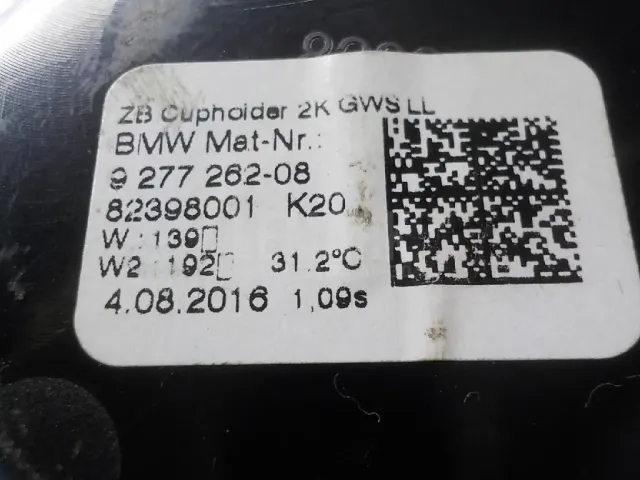 ZB Cupholder 2K GWS LL
BMW Mat-Nr.:
9 277 262-08
82398001 K20
W : 139▯
W2 : 192▯ 31.2°C
4.08.2016 1,09s